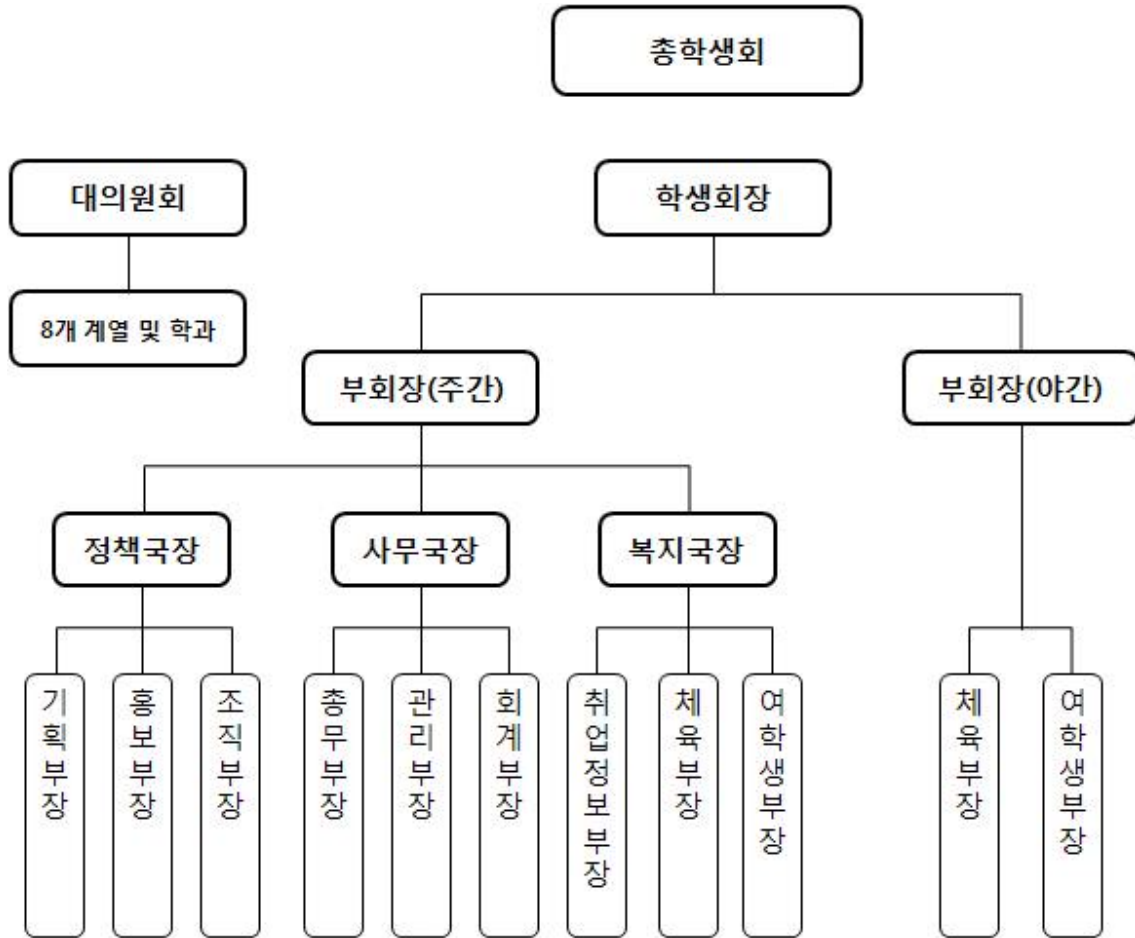 총학생회
대의원회
학생회장
8개 계열 및 학과
부회장(주간)
부회장(야간)
정책국장
사무국장
복지국장
기획부장
홍보부장
조직부장
총무부장
관리부장
회계부장
취업정보부장
체육부장
여학생부장
체육부장
여학생부장